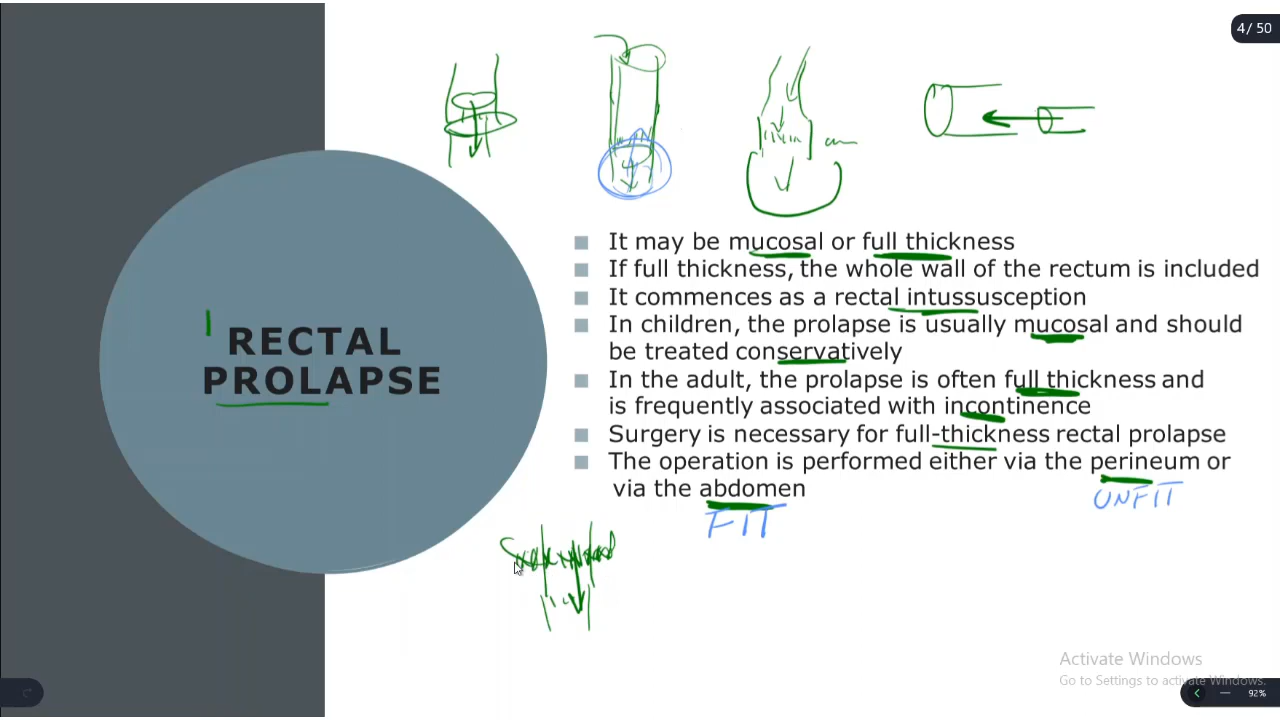 4 / 50
It may be mucosal or full thickness
If full thickness, the whole wall of the rectum is included
It commences as a rectal intussusception
In children, the prolapse is usually mucosal and should
be treated conservatively
In the adult, the prolapse is often full thickness and
is frequently associated with incontinence
Surgery is necessary for full-thickness rectal prolapse
The operation is performed either via the perineum or
via the abdomen
UNFIT
FIT
RECTAL
PROLAPSE
Activate Windows
Go to Settings to activate Windows.
92%